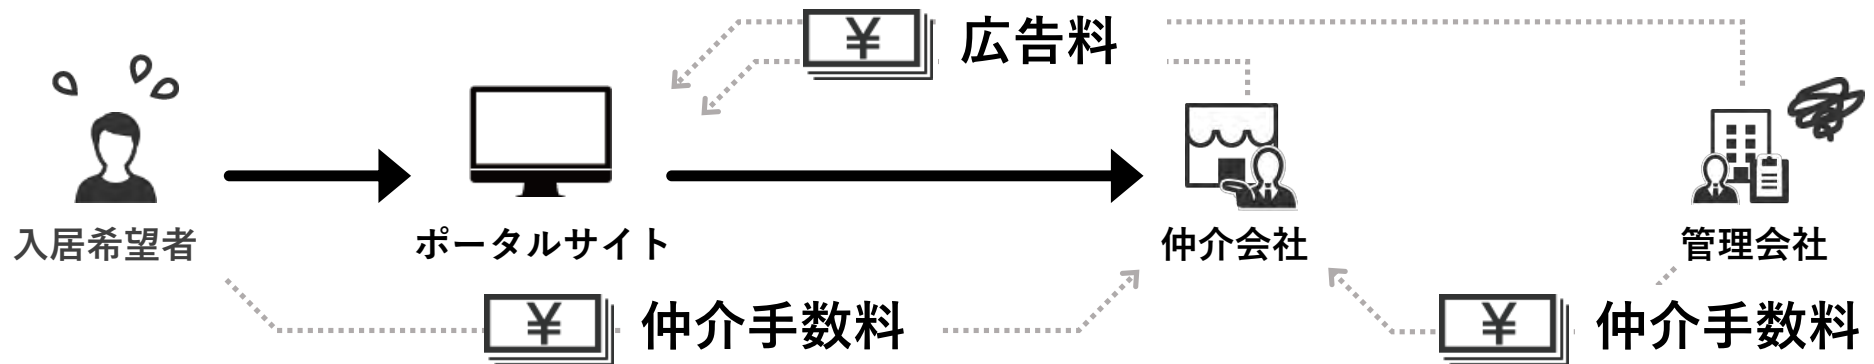 ¥ 広告料
入居希望者
ポータルサイト
仲介会社
管理会社
¥ 仲介手数料
¥ 仲介手数料